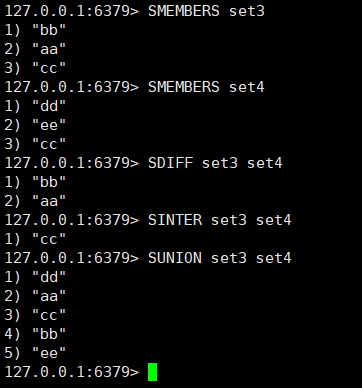 127.0.0.1:6379> SMEMBERS set3
1) "bb"
2) "aa"
3) "cc"
127.0.0.1:6379> SMEMBERS set4
1) "dd"
2) "ee"
3) "cc"
127.0.0.1:6379> SDIFF set3 set4
1) "bb"
2) "aa"
127.0.0.1:6379> SINTER set3 set4
1) "cc"
127.0.0.1:6379> SUNION set3 set4
1) "dd"
2) "aa"
3) "cc"
4) "bb"
5) "ee"
127.0.0.1:6379>